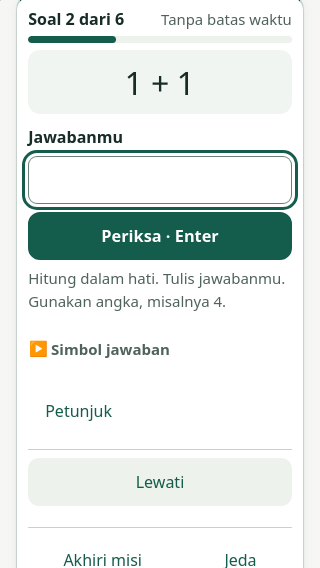 Soal 2 dari 6 Tanpa batas waktu
1 + 1
Jawabanmu
Periksa · Enter
Hitung dalam hati. Tulis jawabanmu.
Gunakan angka, misalnya 4.
Simbol jawaban
Petunjuk
Lewati
Akhiri misi Jeda